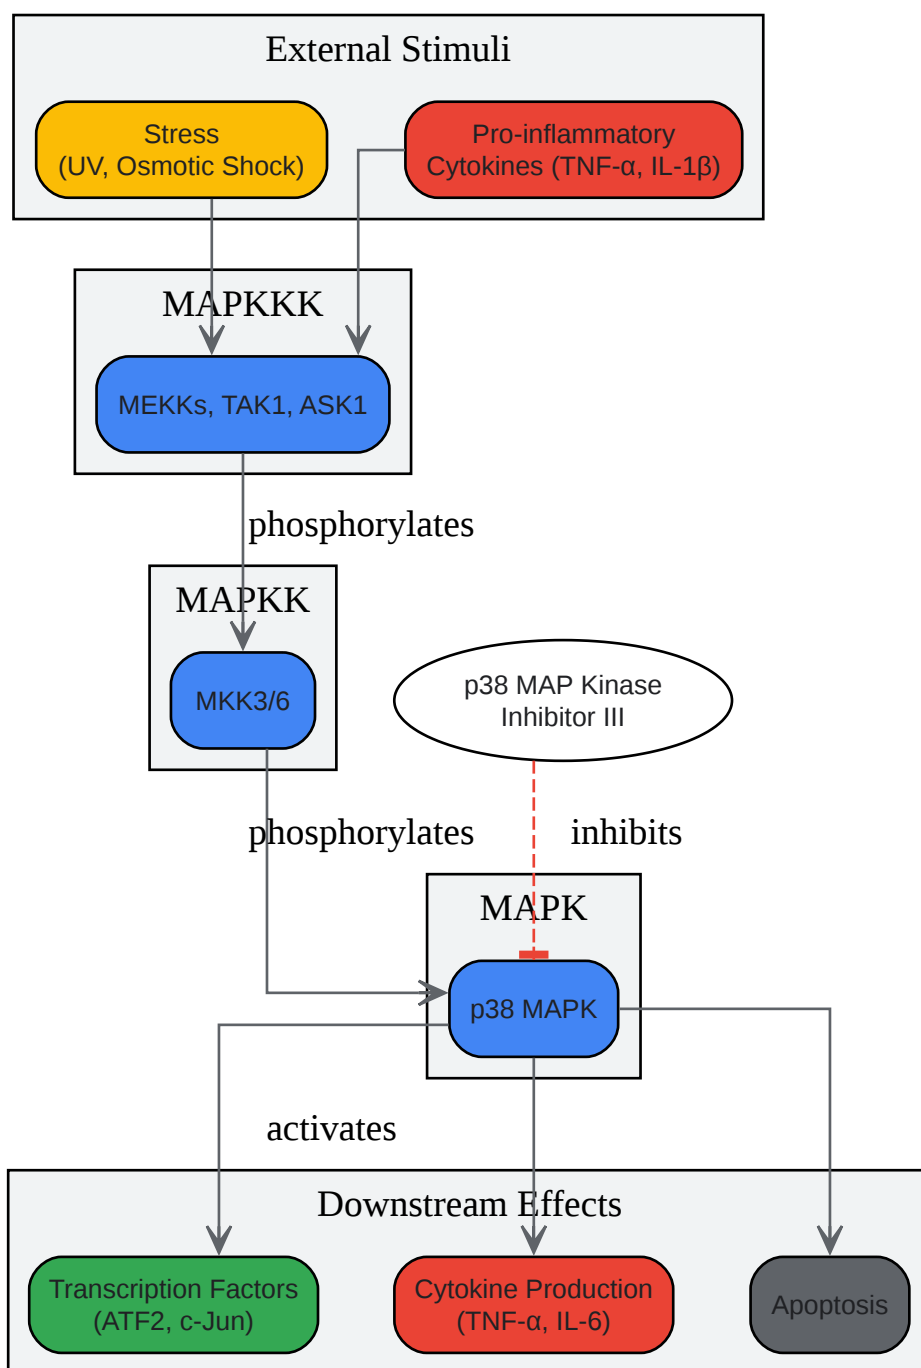 External Stimuli
Stress
(UV, Osmotic Shock)
Pro-inflammatory
Cytokines (TNF-α, IL-1β)
MAPKKK
MEKKs, TAK1, ASK1
phosphorylates
MAPKK
MKK3/6
p38 MAP Kinase
Inhibitor III
phosphorylates
inhibits
MAPK
p38 MAPK
activates
Downstream Effects
Transcription Factors
(ATF2, c-Jun)
Cytokine Production
(TNF-α, IL-6)
Apoptosis